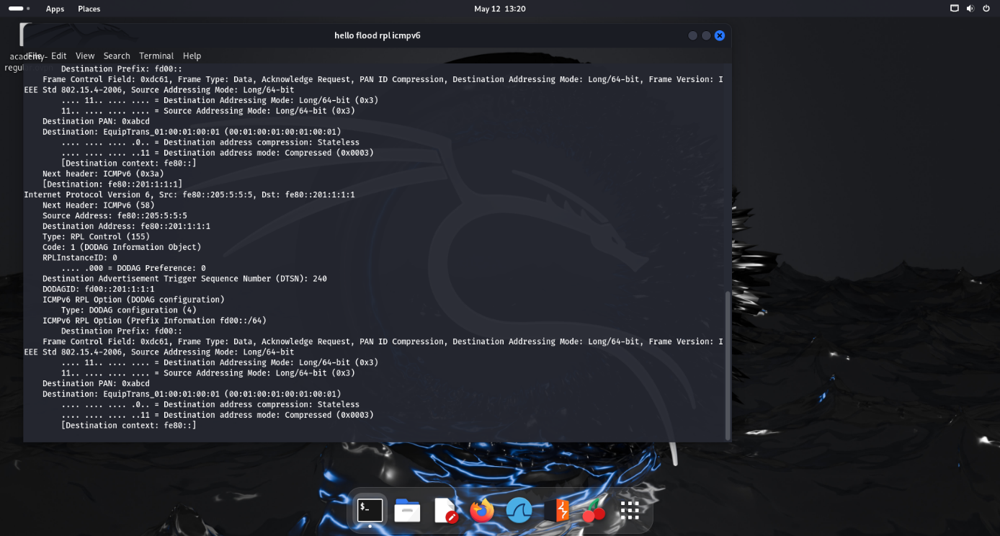 Apps Places May 12 13:20
hello flood rpl icmpv6
File Edit View Search Terminal Help
academy-
regul
Destination Prefix: fd00::
Frame Control Field: 0xdc61, Frame Type: Data, Acknowledge Request, PAN ID Compression, Destination Addressing Mode: Long/64-bit, Frame Version: I
EEE Std 802.15.4-2006, Source Addressing Mode: Long/64-bit
.... 11.. .... .... = Destination Addressing Mode: Long/64-bit (0x3)
11.. .... .... .... = Source Addressing Mode: Long/64-bit (0x3)
Destination PAN: 0xabcd
Destination: EquipTrans_01:00:01:00:01 (00:01:00:01:00:01:00:01)
.... .... .... .0.. = Destination address compression: Stateless
.... .... .... ..11 = Destination address mode: Compressed (0x0003)
[Destination context: fe80::]
Next header: ICMPv6 (0x3a)
[Destination: fe80::201:1:1:1]
Internet Protocol Version 6, Src: fe80::205:5:5:5, Dst: fe80::201:1:1:1
Next Header: ICMPv6 (58)
Source Address: fe80::205:5:5:5
Destination Address: fe80::201:1:1:1
Type: RPL Control (155)
Code: 1 (DODAG Information Object)
RPLInstanceID: 0
.... .000 = DODAG Preference: 0
Destination Advertisement Trigger Sequence Number (DTSN): 240
DODAGID: fd00::201:1:1:1
ICMPv6 RPL Option (DODAG configuration)
Type: DODAG configuration (4)
ICMPv6 RPL Option (Prefix Information fd00::/64)
Destination Prefix: fd00::
Frame Control Field: 0xdc61, Frame Type: Data, Acknowledge Request, PAN ID Compression, Destination Addressing Mode: Long/64-bit, Frame Version: I
EEE Std 802.15.4-2006, Source Addressing Mode: Long/64-bit
.... 11.. .... .... = Destination Addressing Mode: Long/64-bit (0x3)
11.. .... .... .... = Source Addressing Mode: Long/64-bit (0x3)
Destination PAN: 0xabcd
Destination: EquipTrans_01:00:01:00:01 (00:01:00:01:00:01:00:01)
.... .... .... .0.. = Destination address compression: Stateless
.... .... .... ..11 = Destination address mode: Compressed (0x0003)
[Destination context: fe80::]
$_